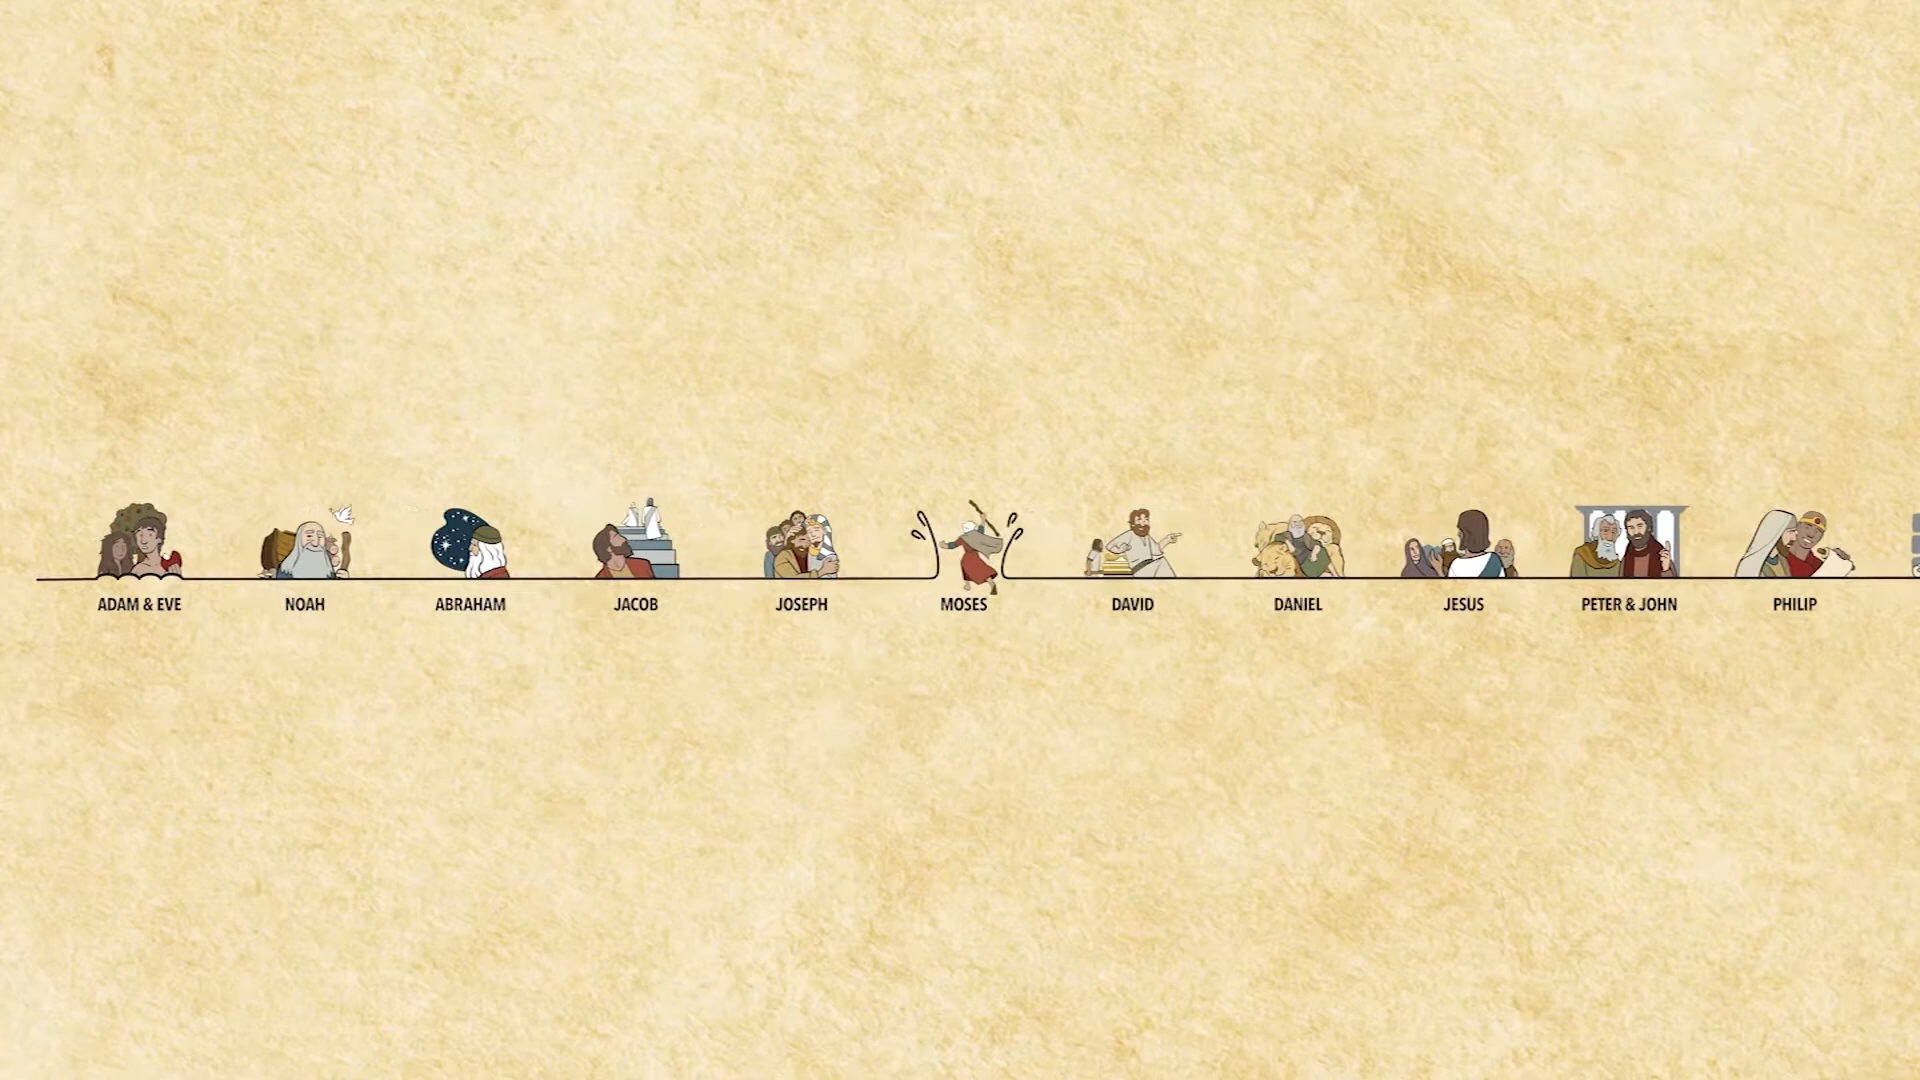 ADAM & EVE
NOAH
ABRAHAM
JACOB
JOSEPH
MOSES
DAVID
DANIEL
JESUS
PETER & JOHN
PHILIP